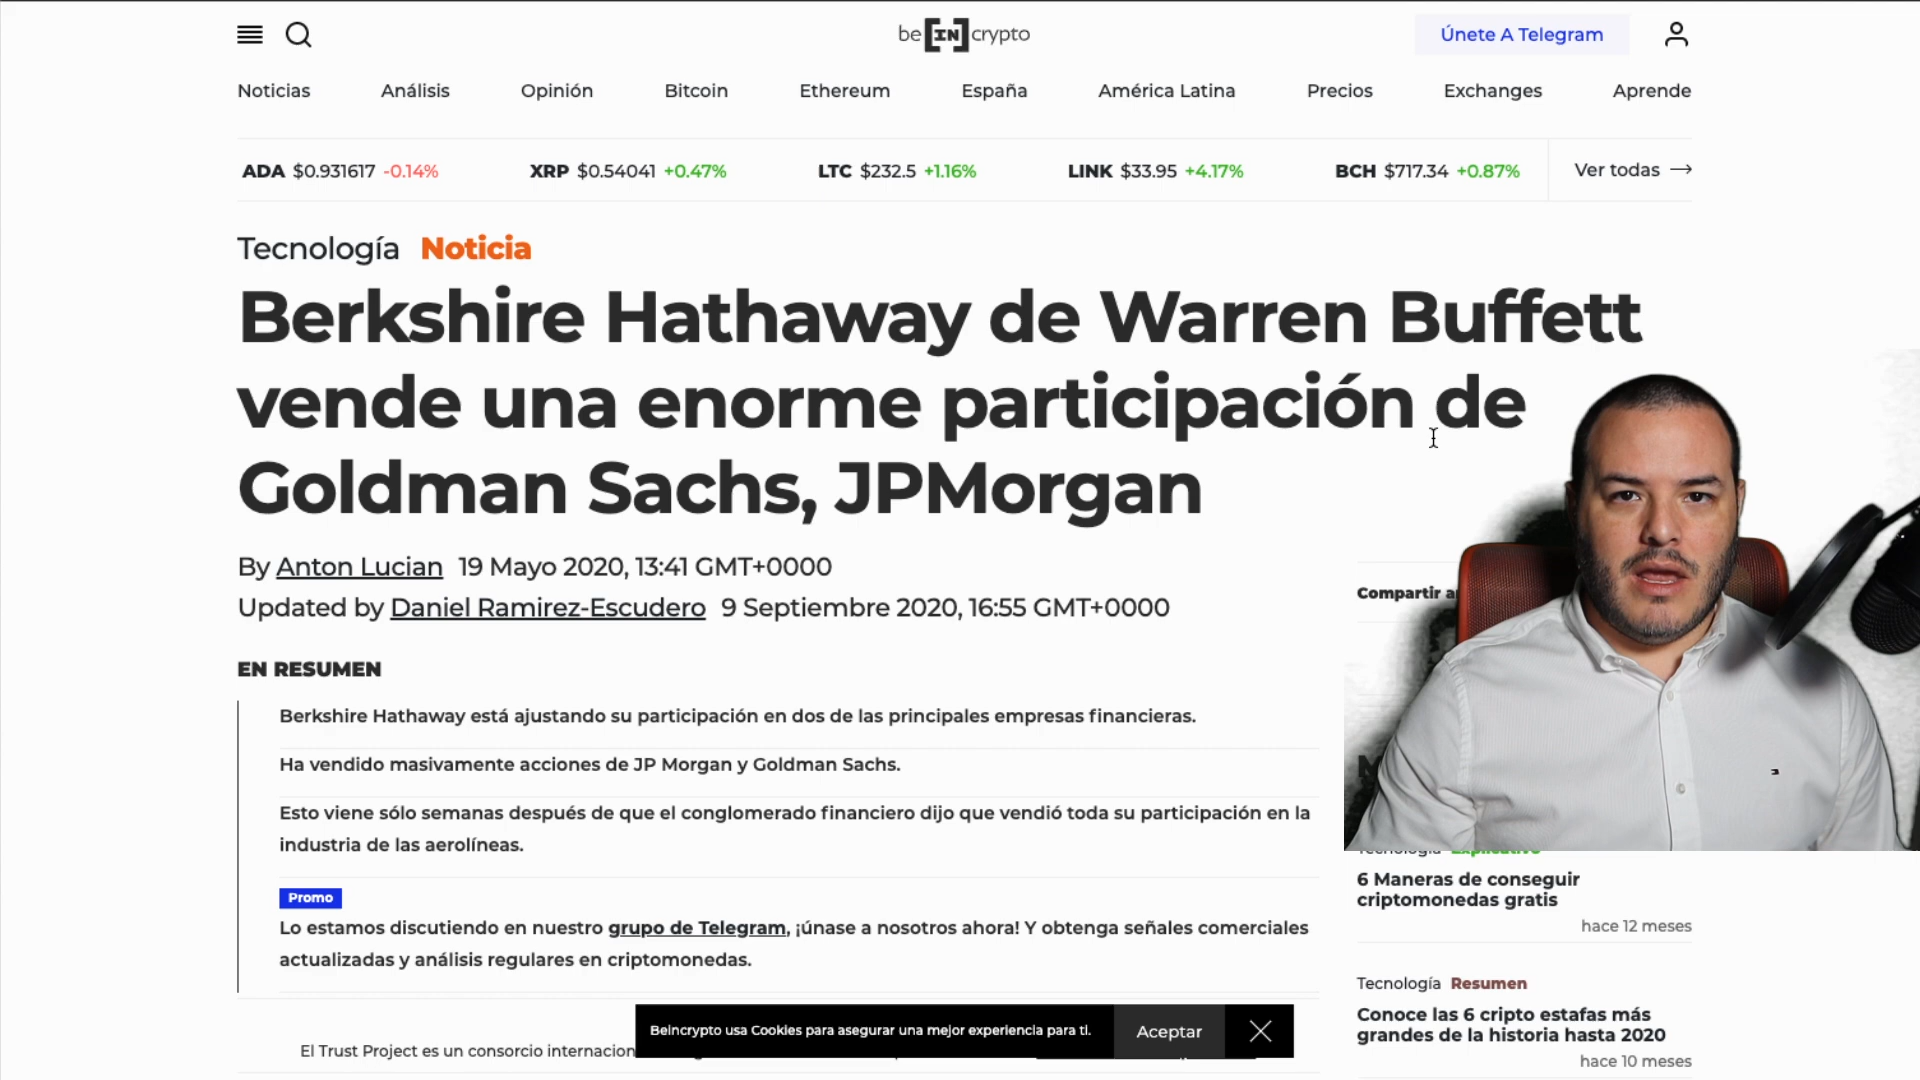 be[IN]crypto
Únete A Telegram
Noticias Análisis Opinión Bitcoin Ethereum España América Latina Precios Exchanges Aprende
ADA $0.931617 -0.14% XRP $0.54041 +0.47% LTC $232.5 +1.16% LINK $33.95 +4.17% BCH $717.34 +0.87% Ver todas →
Tecnología Noticia
Berkshire Hathaway de Warren Buffett
vende una enorme participación de
Goldman Sachs, JPMorgan
By Anton Lucian 19 Mayo 2020, 13:41 GMT+0000
Updated by Daniel Ramirez-Escudero 9 Septiembre 2020, 16:55 GMT+0000
EN RESUMEN
Berkshire Hathaway está ajustando su participación en dos de las principales empresas financieras.
Ha vendido masivamente acciones de JP Morgan y Goldman Sachs.
Esto viene sólo semanas después de que el conglomerado financiero dijo que vendió toda su participación en la
industria de las aerolíneas.
Promo
Lo estamos discutiendo en nuestro grupo de Telegram, ¡únase a nosotros ahora! Y obtenga señales comerciales
actualizadas y análisis regulares en criptomonedas.
El Trust Project es un consorcio
BeInCrypto usa Cookies para asegurar una mejor experiencia para ti.
Aceptar
Compartir
Tecnología Explicativo
6 Maneras de conseguir
criptomonedas gratis
hace 12 meses
Tecnología Resumen
Conoce las 6 cripto estafas más
grandes de la historia hasta 2020
hace 10 meses